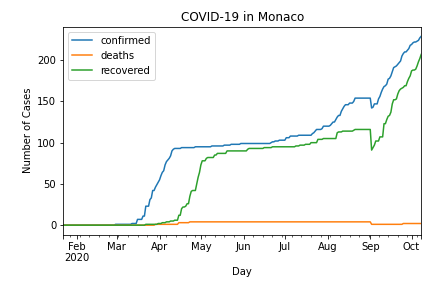 COVID-19 in Monaco
confirmed
deaths
recovered
Number of Cases
200
150
100
50
0
Feb
2020
Mar
Apr
May
Jun
Jul
Aug
Sep
Oct
Day